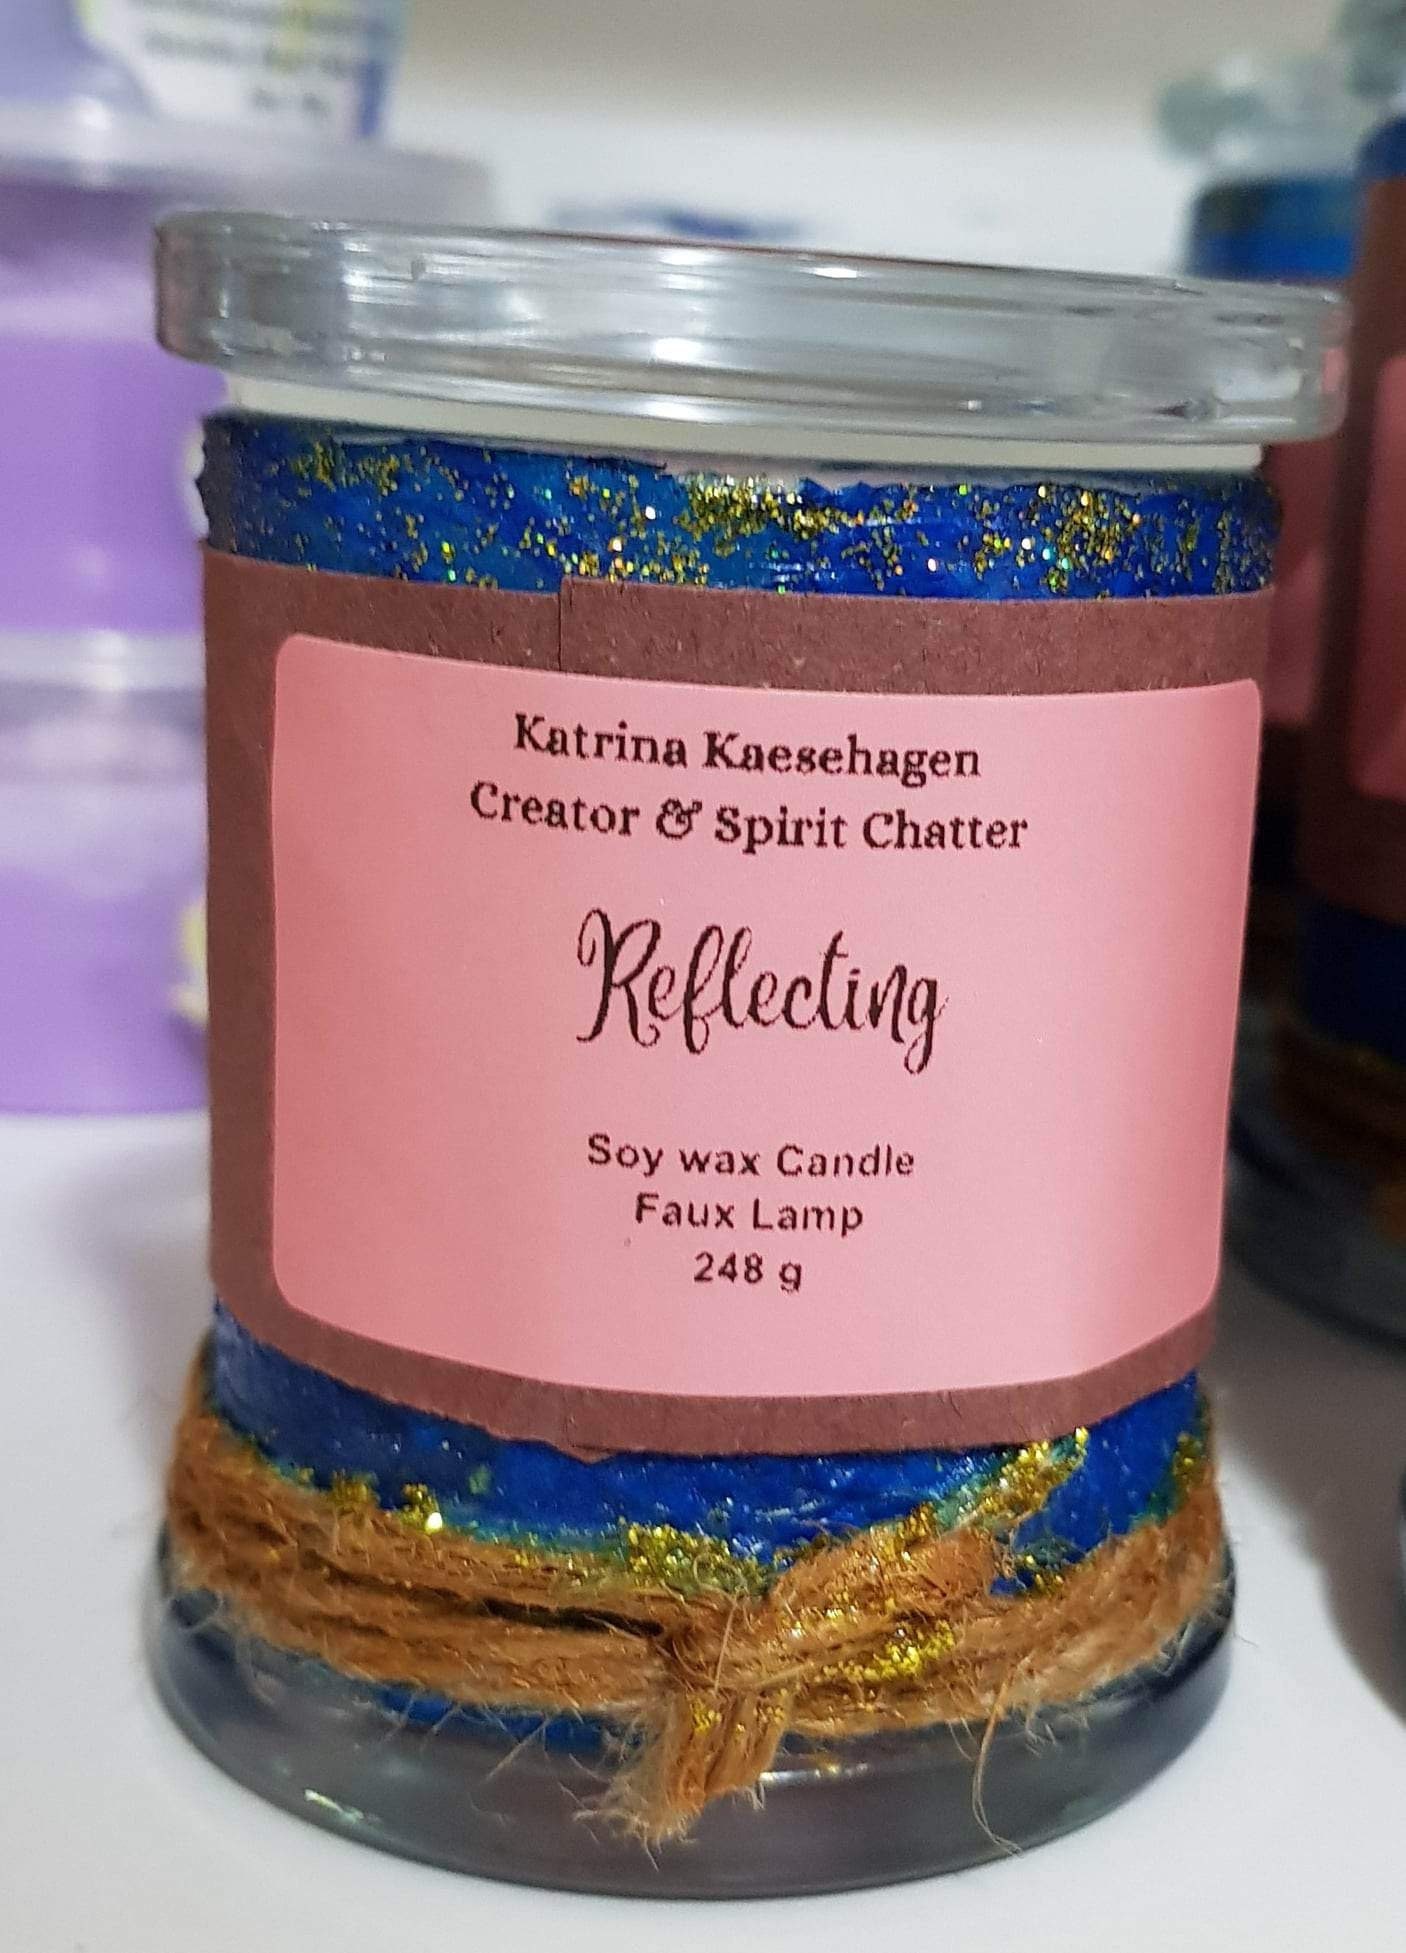 Katrina Kaesehagen
Creator & Spirit Chatter
Reflecting
Soy wax Candle
Faux Lamp
248 g